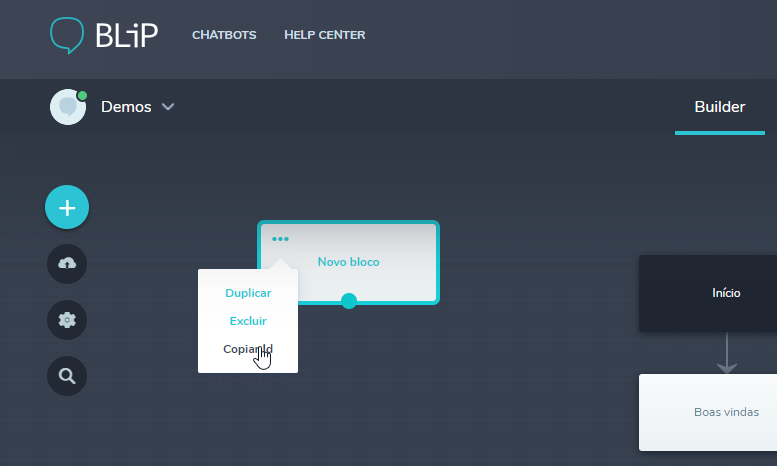 BLiP
CHATBOTS
HELP CENTER
Demos
Builder
Novo bloco
Duplicar
Excluir
Copiar Id
Início
Boas vindas